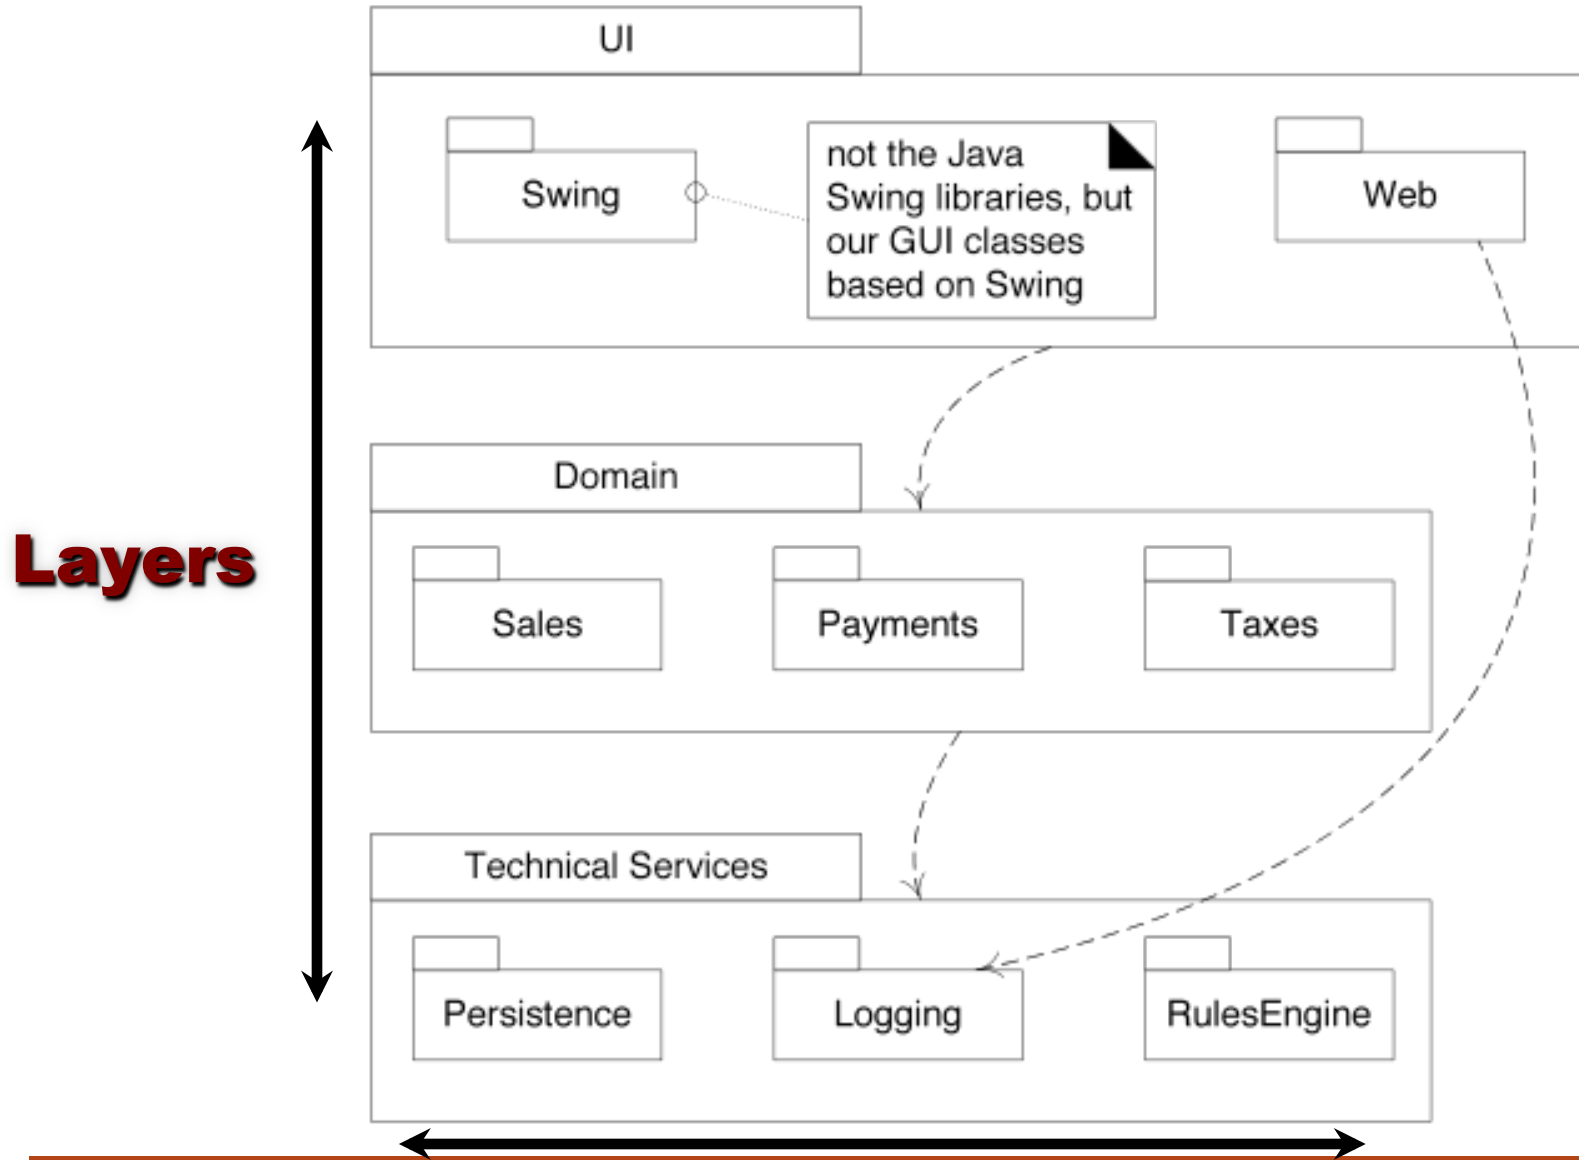 UI
Swing
not the Java
Swing libraries, but
our GUI classes
based on Swing
Web
Domain
Layers
Sales
Payments
Taxes
Technical Services
Persistence
Logging
RulesEngine